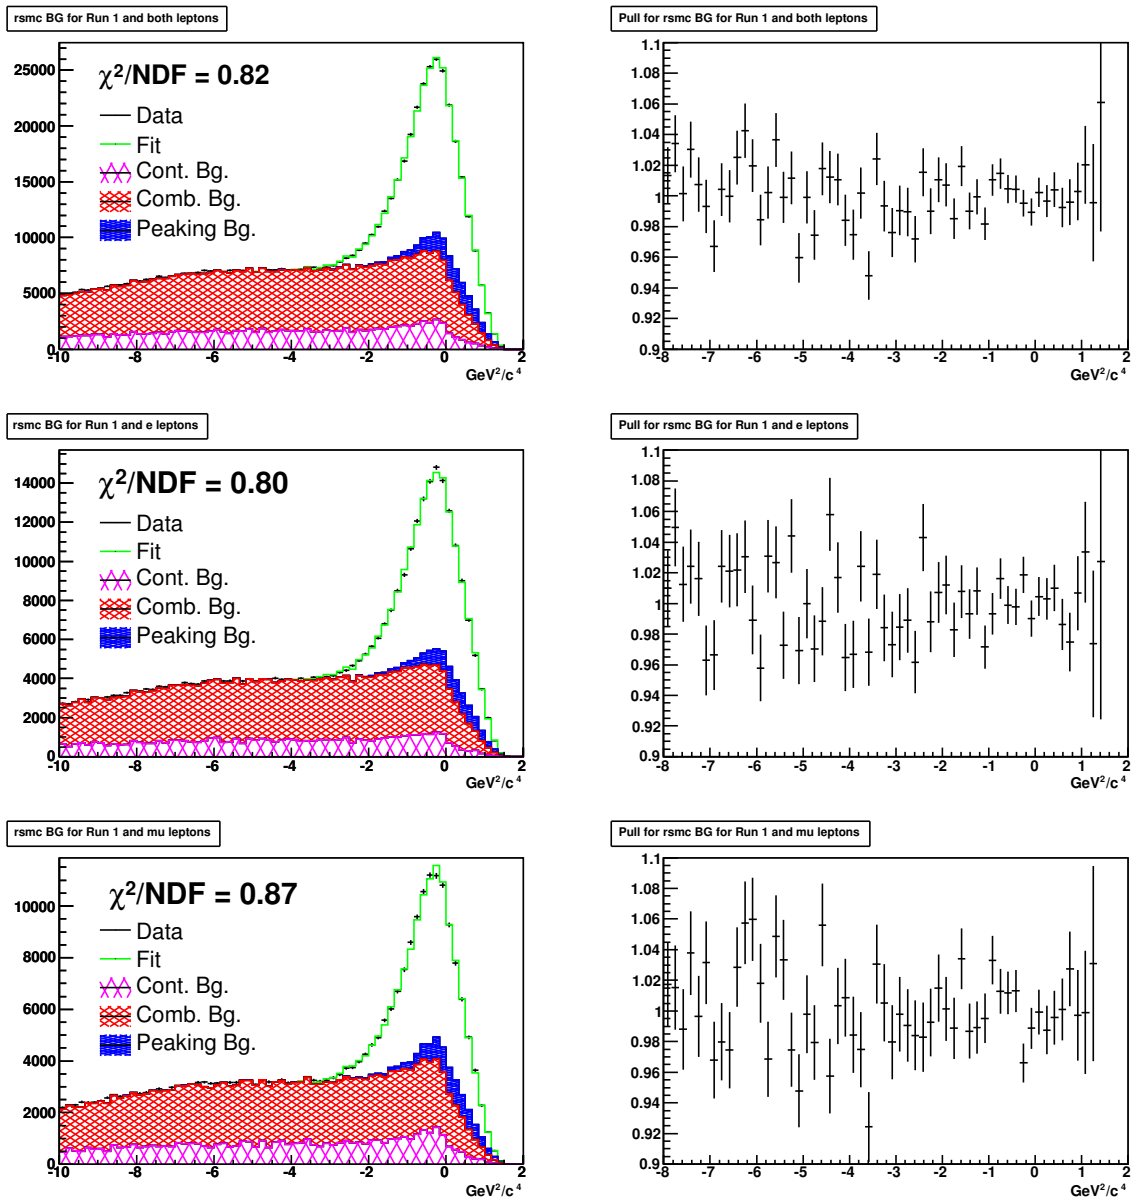 rsmc BG for Run 1 and both leptons
χ²/NDF = 0.82
Data
Fit
Cont. Bg.
Comb. Bg.
Peaking Bg.
25000
20000
15000
10000
5000
0
-10 -8 -6 -4 -2 0 2
GeV²/c⁴
Pull for rsmc BG for Run 1 and both leptons
1.1
1.08
1.06
1.04
1.02
1
0.98
0.96
0.94
0.92
0.9
-8 -7 -6 -5 -4 -3 -2 -1 0 1 2
GeV²/c⁴
rsmc BG for Run 1 and e leptons
χ²/NDF = 0.80
Data
Fit
Cont. Bg.
Comb. Bg.
Peaking Bg.
14000
12000
10000
8000
6000
4000
2000
0
-10 -8 -6 -4 -2 0 2
GeV²/c⁴
Pull for rsmc BG for Run 1 and e leptons
1.1
1.08
1.06
1.04
1.02
1
0.98
0.96
0.94
0.92
0.9
-8 -7 -6 -5 -4 -3 -2 -1 0 1 2
GeV²/c⁴
rsmc BG for Run 1 and mu leptons
χ²/NDF = 0.87
Data
Fit
Cont. Bg.
Comb. Bg.
Peaking Bg.
10000
8000
6000
4000
2000
0
-10 -8 -6 -4 -2 0 2
GeV²/c⁴
Pull for rsmc BG for Run 1 and mu leptons
1.1
1.08
1.06
1.04
1.02
1
0.98
0.96
0.94
0.92
0.9
-8 -7 -6 -5 -4 -3 -2 -1 0 1 2
GeV²/c⁴